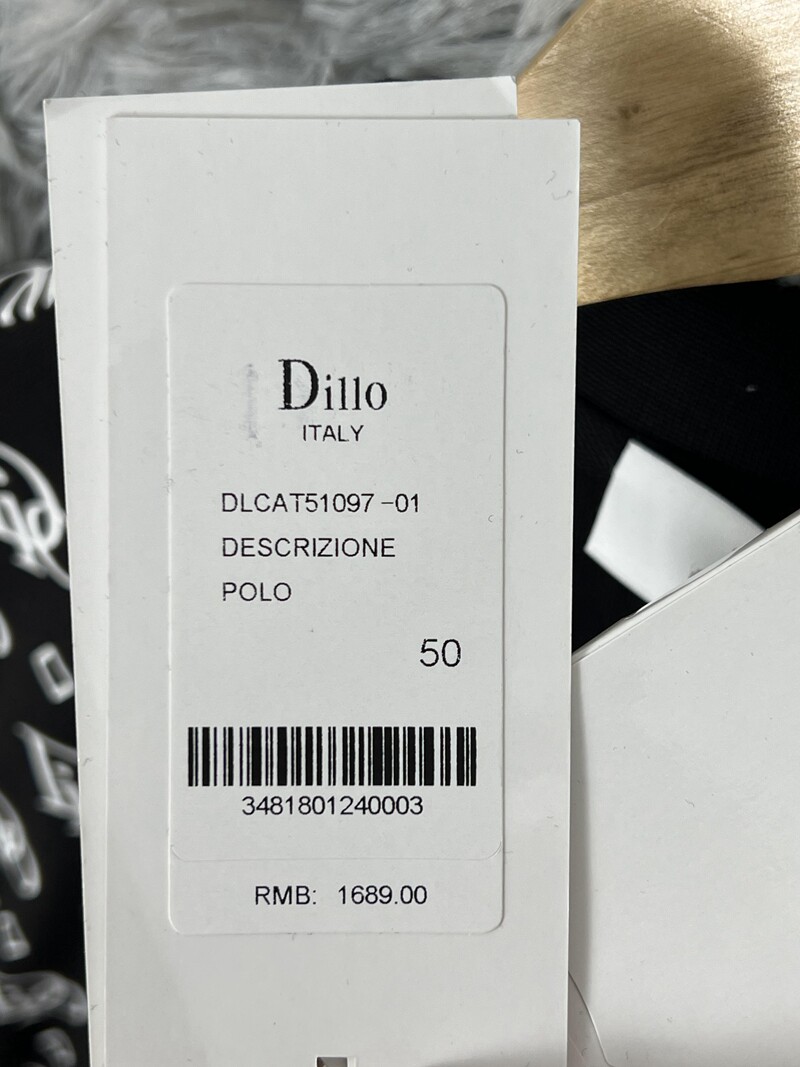 Dillo
ITALY
DLCAT51097-01
DESCRIZIONE
POLO
50
3481801240003
RMB: 1689.00